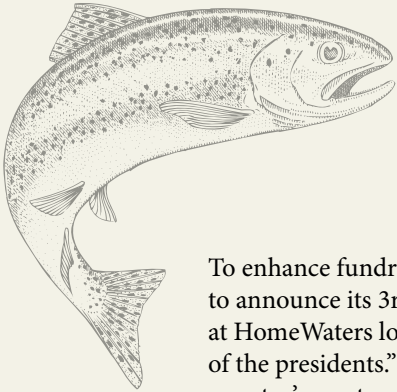 To enhance fundr
to announce its 3r
at HomeWaters lo
of the presidents.”